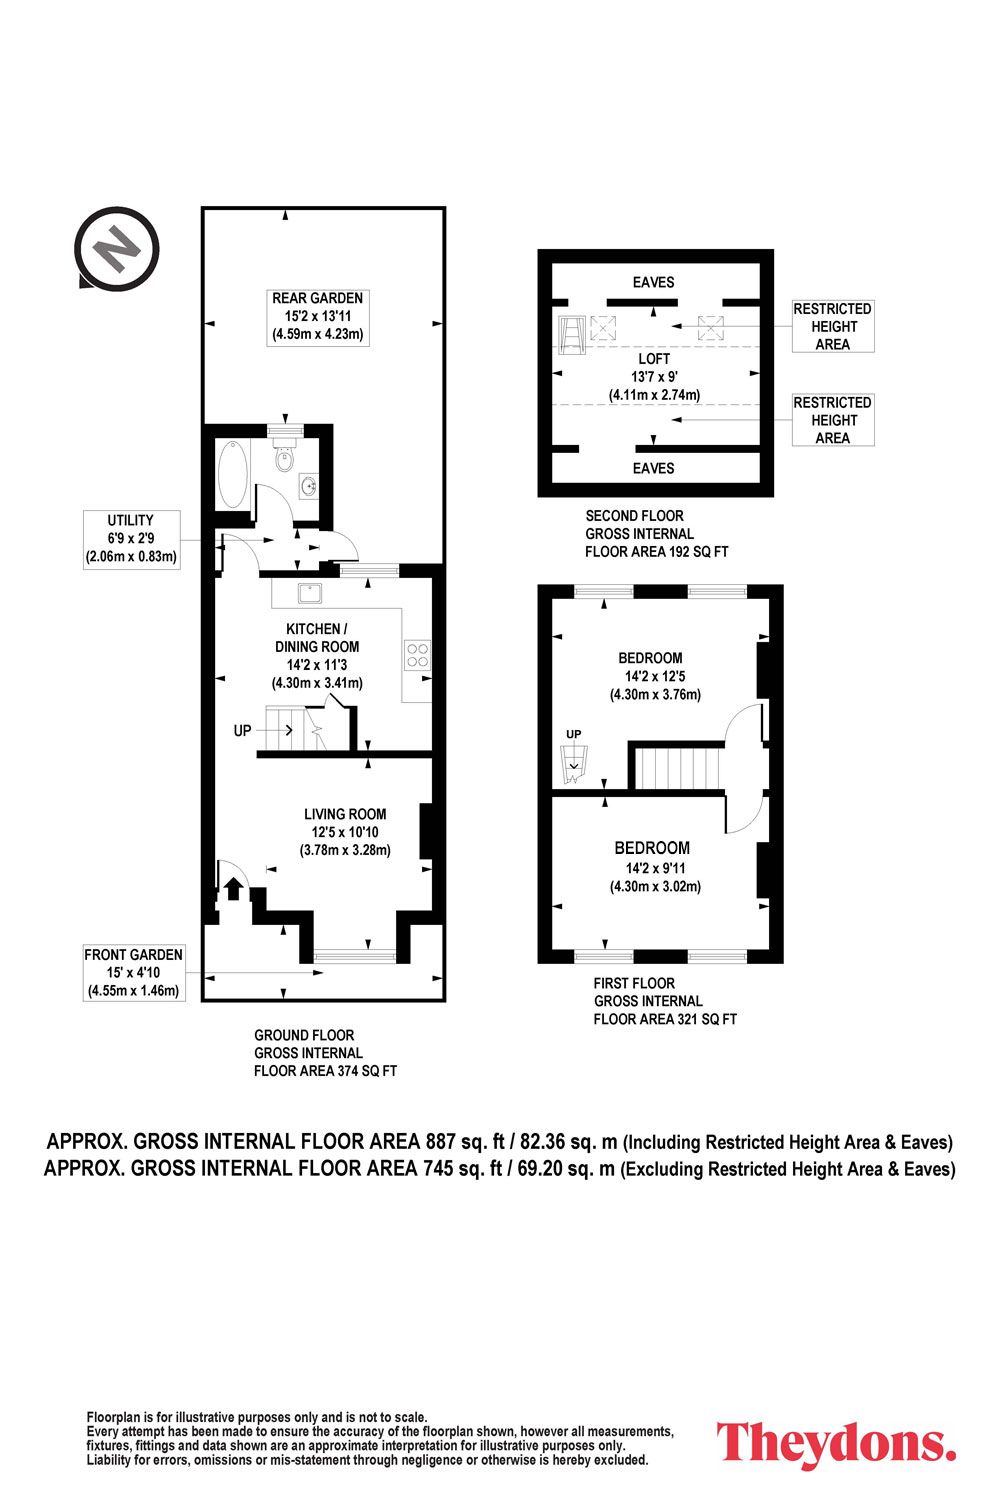 N
REAR GARDEN
15'2 x 13'11
(4.59m x 4.23m)
UTILITY
6'9 x 2'9
(2.06m x 0.83m)
KITCHEN /
DINING ROOM
14'2 x 11'3
(4.30m x 3.41m)
UP
LIVING ROOM
12'5 x 10'10
(3.78m x 3.28m)
FRONT GARDEN
15' x 4'10
(4.55m x 1.46m)
GROUND FLOOR
GROSS INTERNAL
FLOOR AREA 374 SQ FT
EAVES
RESTRICTED
HEIGHT
AREA
LOFT
13'7 x 9'
(4.11m x 2.74m)
RESTRICTED
HEIGHT
AREA
EAVES
SECOND FLOOR
GROSS INTERNAL
FLOOR AREA 192 SQ FT
BEDROOM
14'2 x 12'5
(4.30m x 3.76m)
UP
BEDROOM
14'2 x 9'11
(4.30m x 3.02m)
FIRST FLOOR
GROSS INTERNAL
FLOOR AREA 321 SQ FT
APPROX. GROSS INTERNAL FLOOR AREA 887 sq. ft / 82.36 sq. m (Including Restricted Height Area & Eaves)
APPROX. GROSS INTERNAL FLOOR AREA 745 sq. ft / 69.20 sq. m (Excluding Restricted Height Area & Eaves)
Floorplan is for illustrative purposes only and is not to scale.
Every attempt has been made to ensure the accuracy of the floorplan shown, however all measurements,
fixtures, fittings and data shown are an approximate interpretation for illustrative purposes only.
Liability for errors, omissions or mis-statement through negligence or otherwise is hereby excluded.
Theydons.